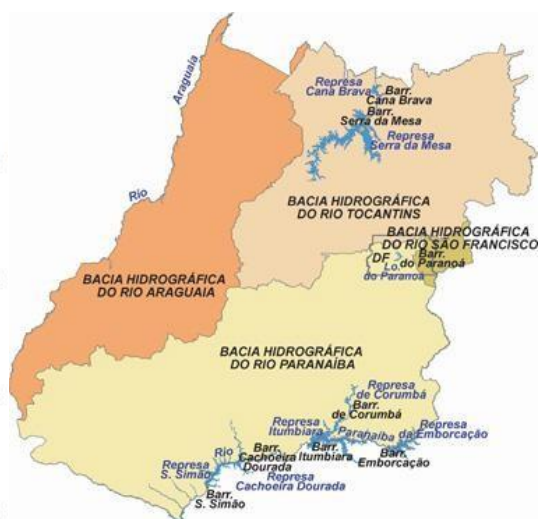 Araguaia
Rio
Represa
Cana Brava
Barr.
Cana Brava
Barr.
Serra da Mesa
Represa
Serra da Mesa
BACIA HIDROGRÁFICA
DO RIO TOCANTINS
BACIA HIDROGRÁFICA
DO RIO SÃO FRANCISCO
DF
Barr.
do Paranoá
Lo.
do Paranoá
BACIA HIDROGRÁFICA
DO RIO ARAGUAIA
BACIA HIDROGRÁFICA
DO RIO PARANAÍBA
Represa
de Corumbá
Barr.
de Corumbá
Represa
Itumbiara
Paranaíba
Represa
da Emborcação
Barr.
Emborcação
Barr.
Itumbiara
Rio
Barr.
Cachoeira
Dourada
Represa
Cachoeira Dourada
Represa
S. Simão
Barr.
S. Simão